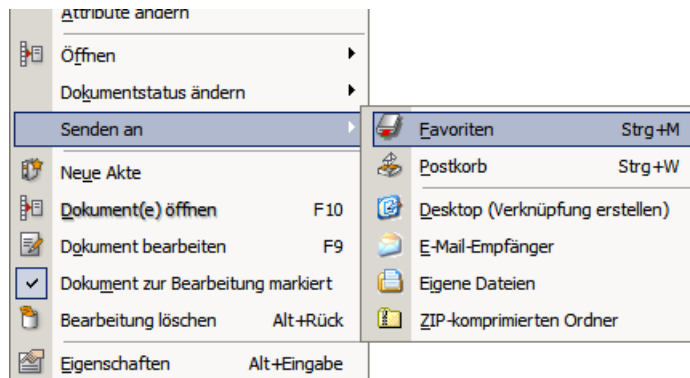 Attribute ändern
Öffnen
Dokumentstatus ändern
Senden an
Favoriten Strg+M
Postkorb Strg+W
Neue Akte
Desktop (Verknüpfung erstellen)
Dokument(e) öffnen F10
E-Mail-Empfänger
Dokument bearbeiten F9
Eigene Dateien
Dokument zur Bearbeitung markiert
ZIP-komprimierten Ordner
Bearbeitung löschen Alt+Rück
Eigenschaften Alt+Eingabe